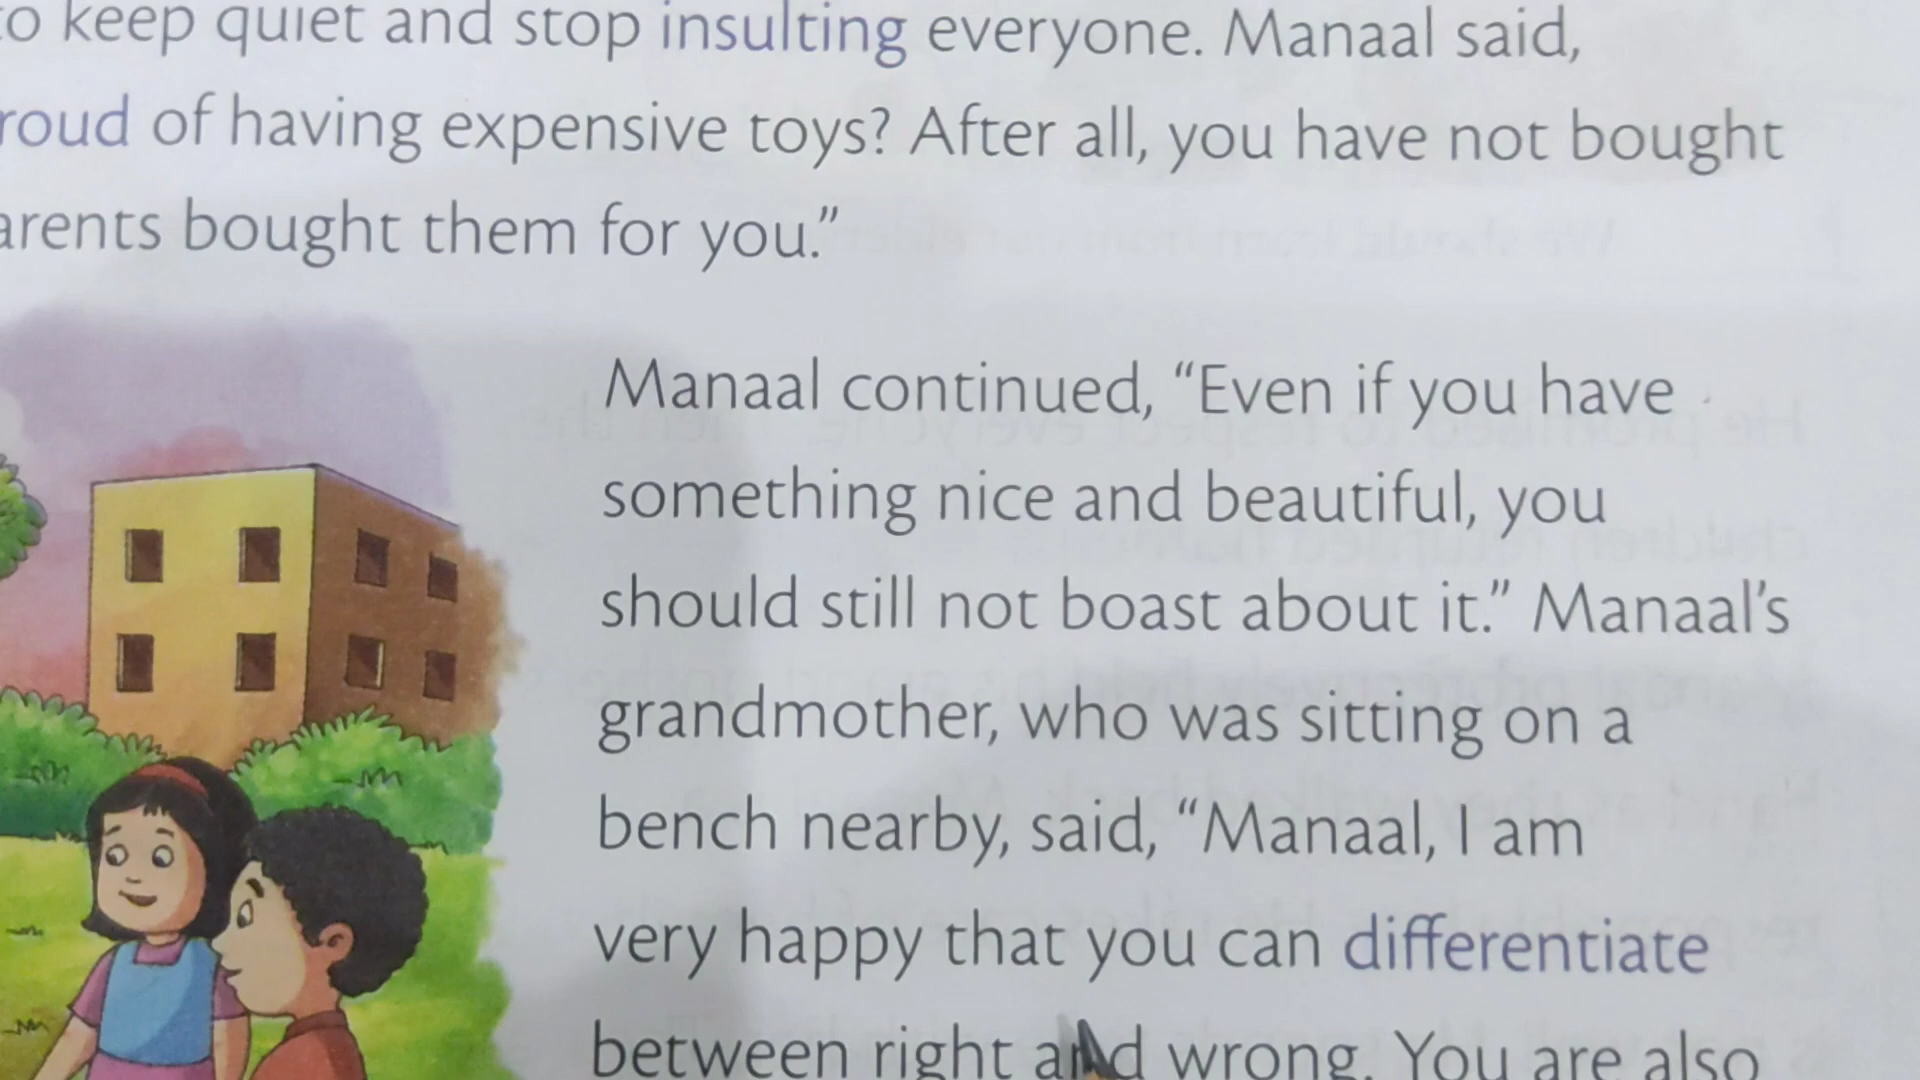 to keep quiet and stop insulting everyone. Manaal said,
roud of having expensive toys? After all, you have not bought
arents bought them for you.”
Manaal continued, “Even if you have
something nice and beautiful, you
should still not boast about it.” Manaal’s
grandmother, who was sitting on a
bench nearby, said, “Manaal, I am
very happy that you can differentiate
between right and wrong. You are also